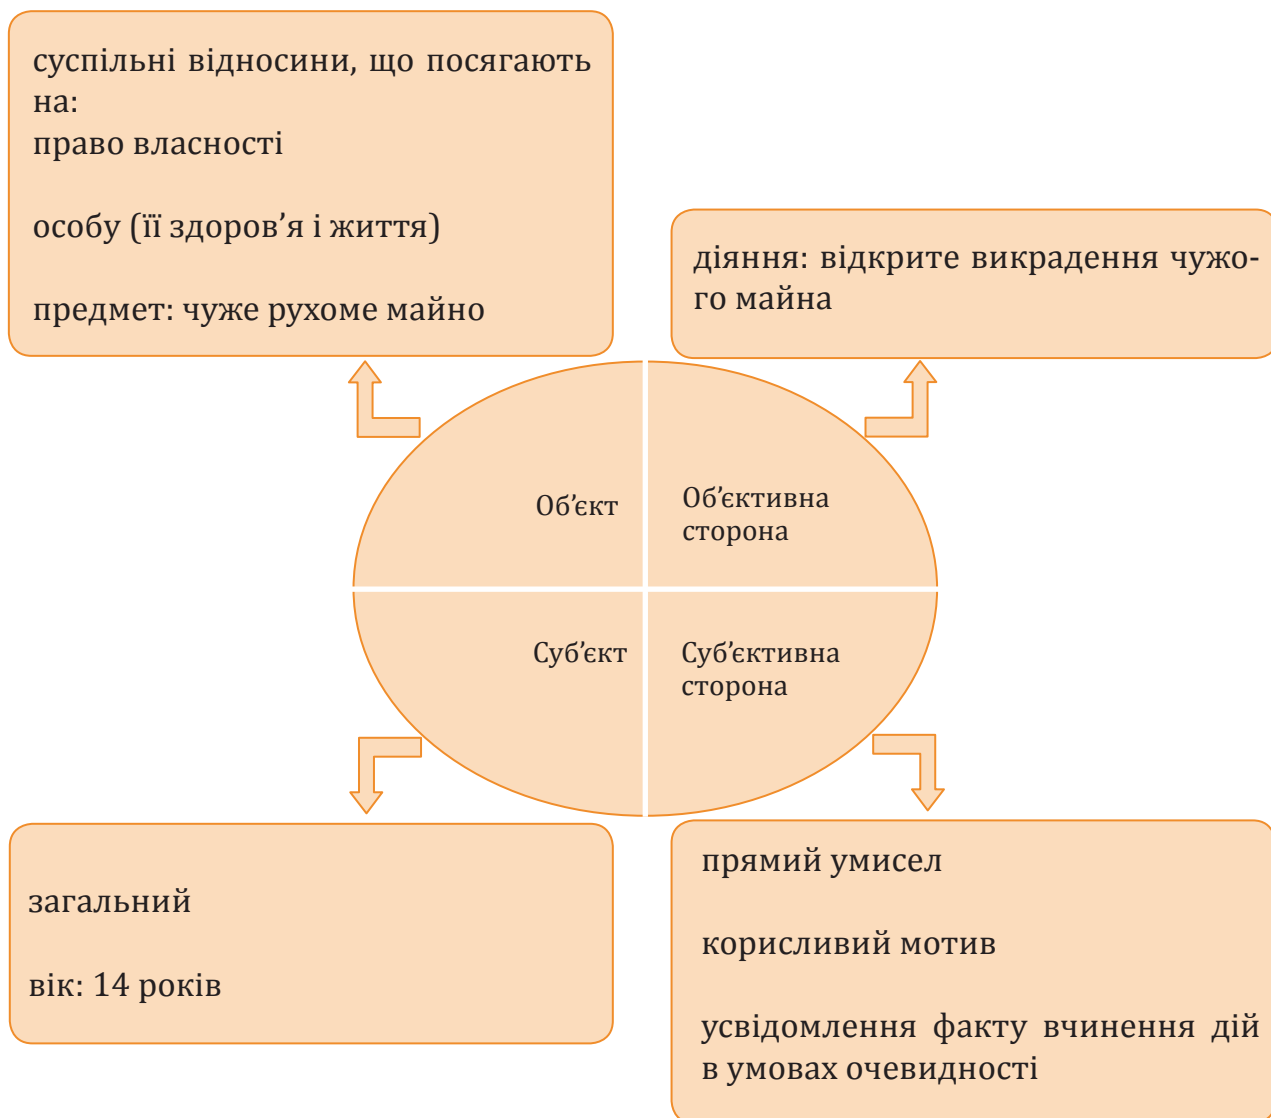 суспільні відносини, що посягають
на:
право власності
особу (її здоров’я і життя)
предмет: чуже рухоме майно
діяння: відкрите викрадення чужо-
го майна
Об’єкт
Об’єктивна
сторона
Суб’єкт
Суб’єктивна
сторона
загальний
вік: 14 років
прямий умисел
корисливий мотив
усвідомлення факту вчинення дій
в умовах очевидності